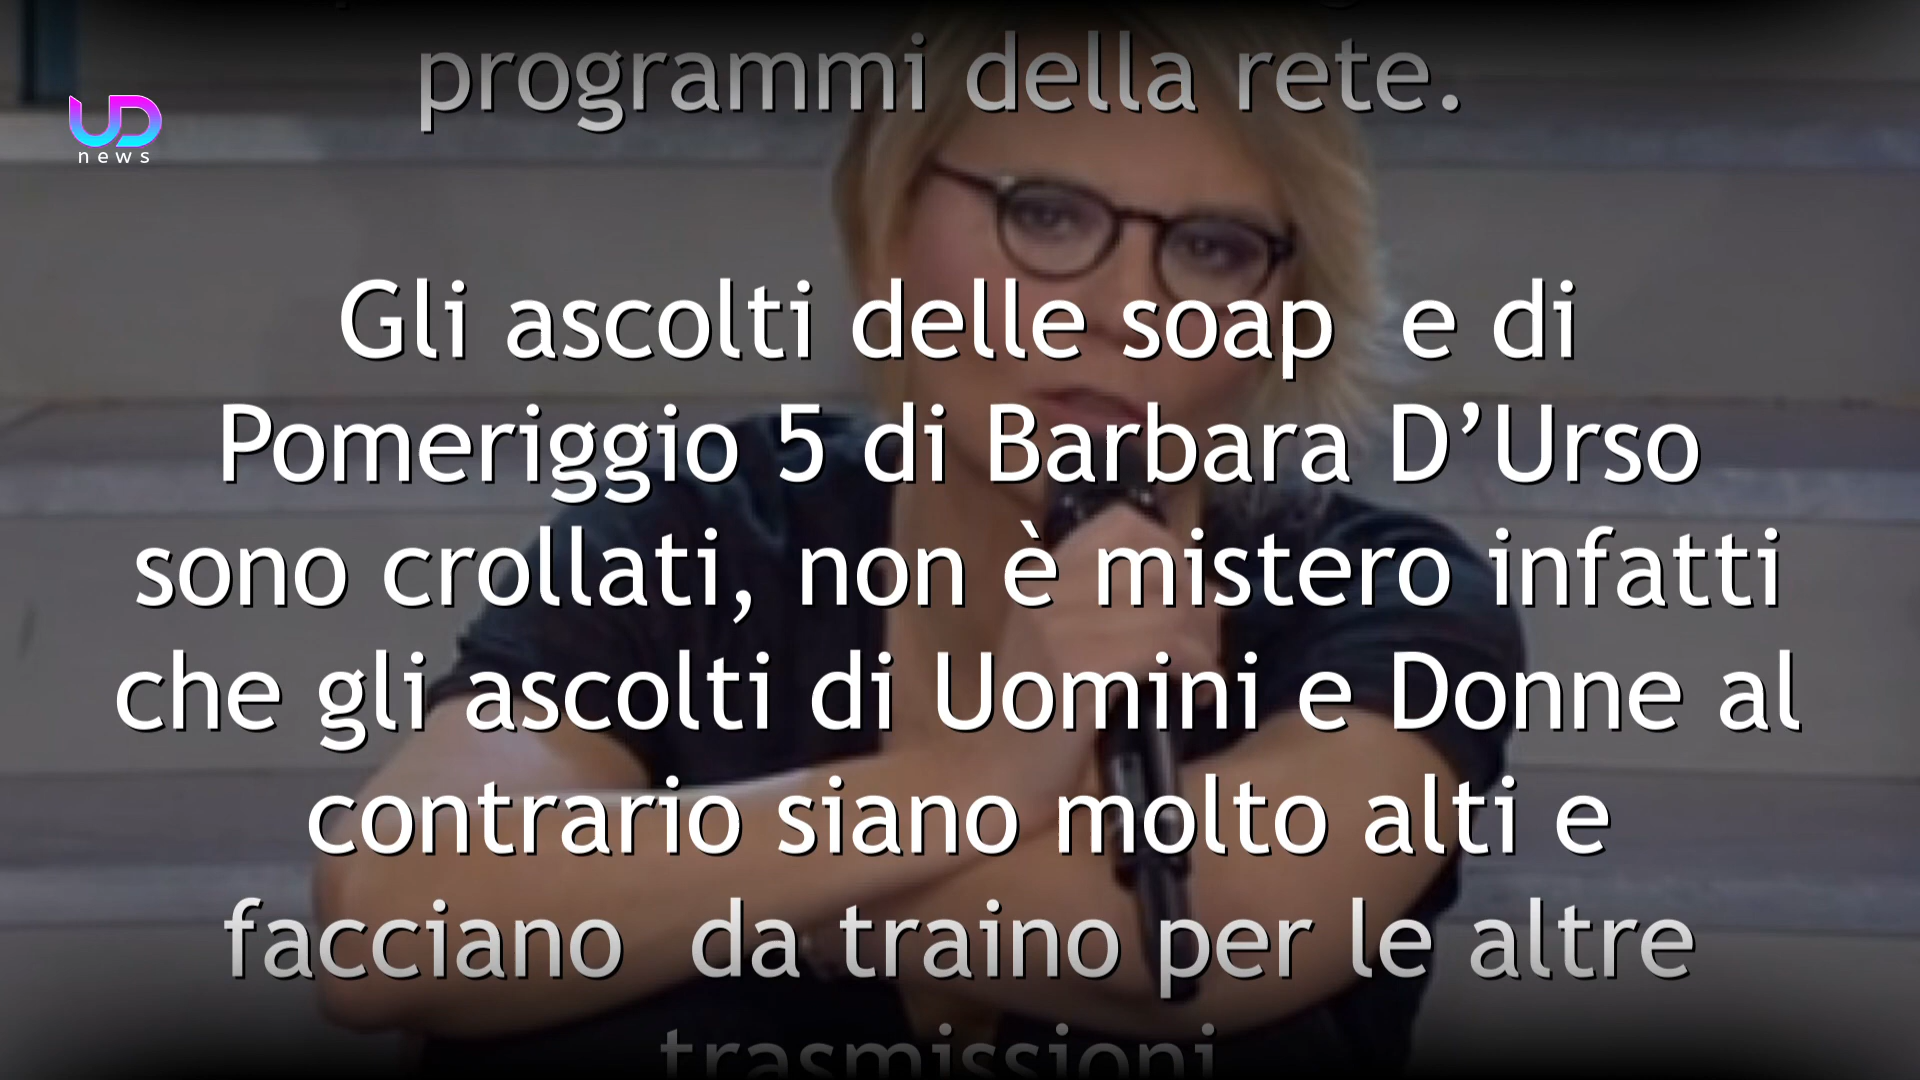 programmi della rete.
UD
news
Gli ascolti delle soap e di
Pomeriggio 5 di Barbara D’Urso
sono crollati, non è mistero infatti
che gli ascolti di Uomini e Donne al
contrario siano molto alti e
facciano da traino per le altre
trasmissioni